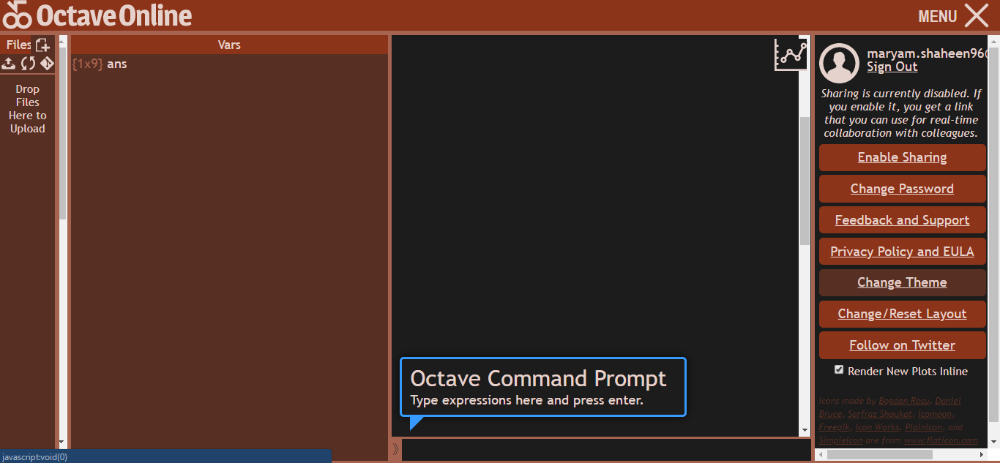 Octave Online
MENU
Files
Drop
Files
Here to
Upload
Vars
{1x9} ans
Octave Command Prompt
Type expressions here and press enter.
maryam.shaheen96
Sign Out
Sharing is currently disabled. If
you enable it, you get a link
that you can use for real-time
collaboration with colleagues.
Enable Sharing
Change Password
Feedback and Support
Privacy Policy and EULA
Change Theme
Change/Reset Layout
Follow on Twitter
Render New Plots Inline
Icons made by Bogdan Rosu, Daniel
Bruce, Sarfraz Shoukat, Icomoon,
Freepik, Icon Works, Plainicon, and
SimpleIcon are from www.flaticon.com
javascript:void(0)